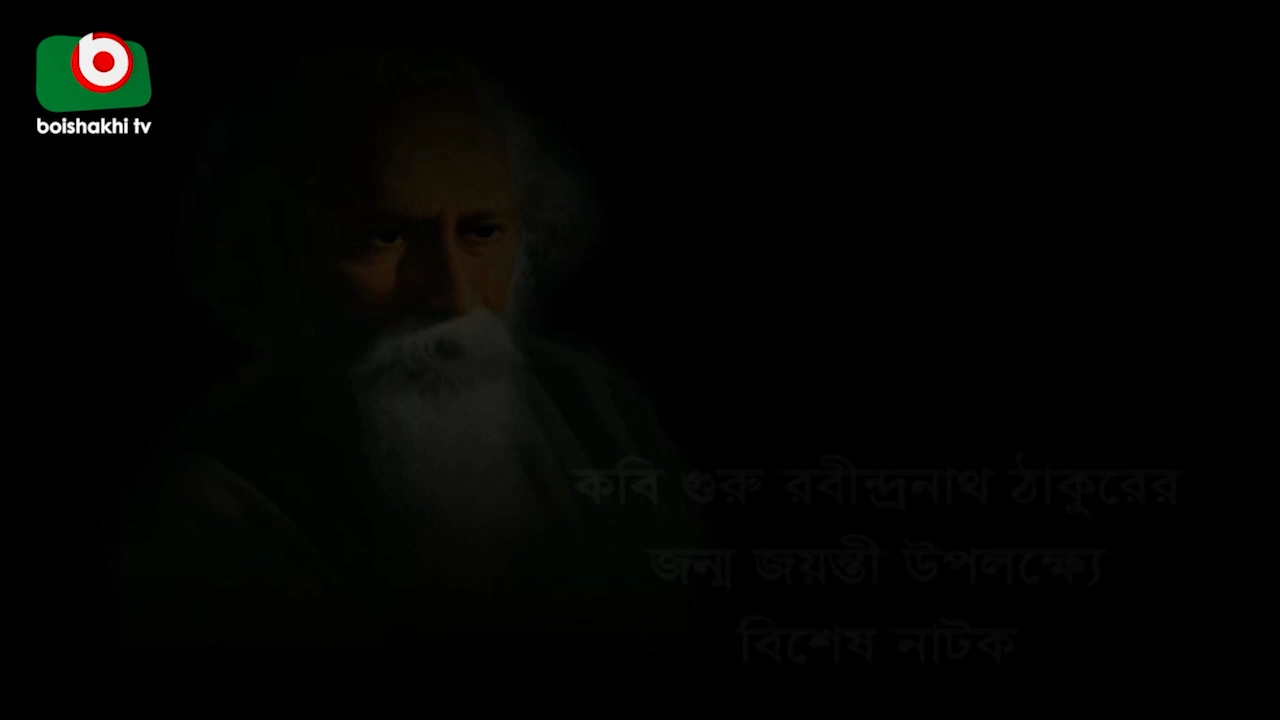 boishakhi tv
কবি গুরু রবীন্দ্রনাথ ঠাকুরের
জন্ম জয়ন্তী উপলক্ষ্যে
বিশেষ নাটক